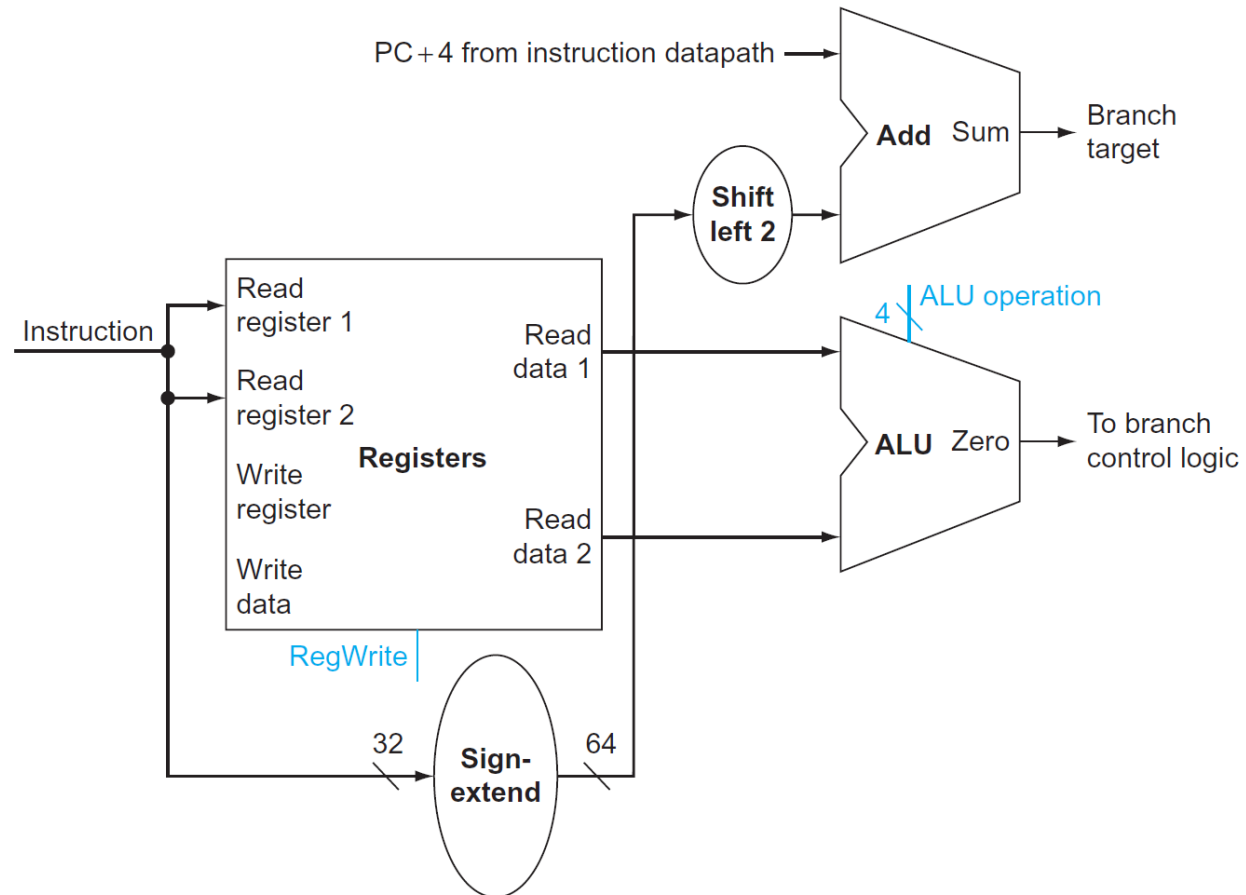 PC+4 from instruction datapath
Add
Sum
Branch
target
Shift
left 2
Instruction
Read
register 1
Read
register 2
Write
register
Write
data
Registers
Read
data 1
Read
data 2
RegWrite
4
ALU operation
ALU
Zero
To branch
control logic
32
Sign-
extend
64